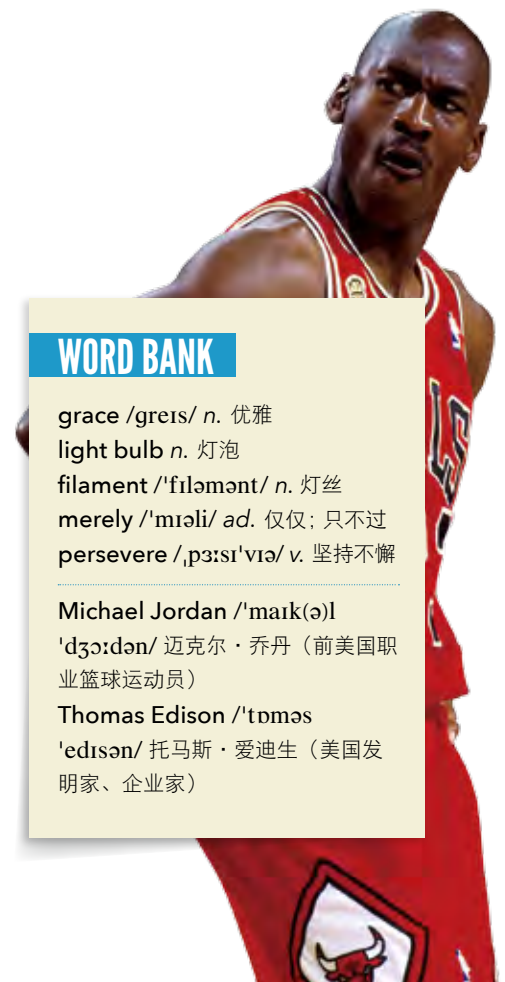 WORD BANK
grace /ɡreɪs/ n. 优雅
light bulb n. 灯泡
filament /ˈfɪləmənt/ n. 灯丝
merely /ˈmɪəli/ ad. 仅仅；只不过
persevere /ˌpɜːsɪˈvɪə/ v. 坚持不懈
Michael Jordan /ˈmaɪk(ə)l
ˈdʒɔːdən/ 迈克尔·乔丹（前美国职
业篮球运动员）
Thomas Edison /ˈtɒməs
ˈedɪsən/ 托马斯·爱迪生（美国发
明家、企业家）
LS